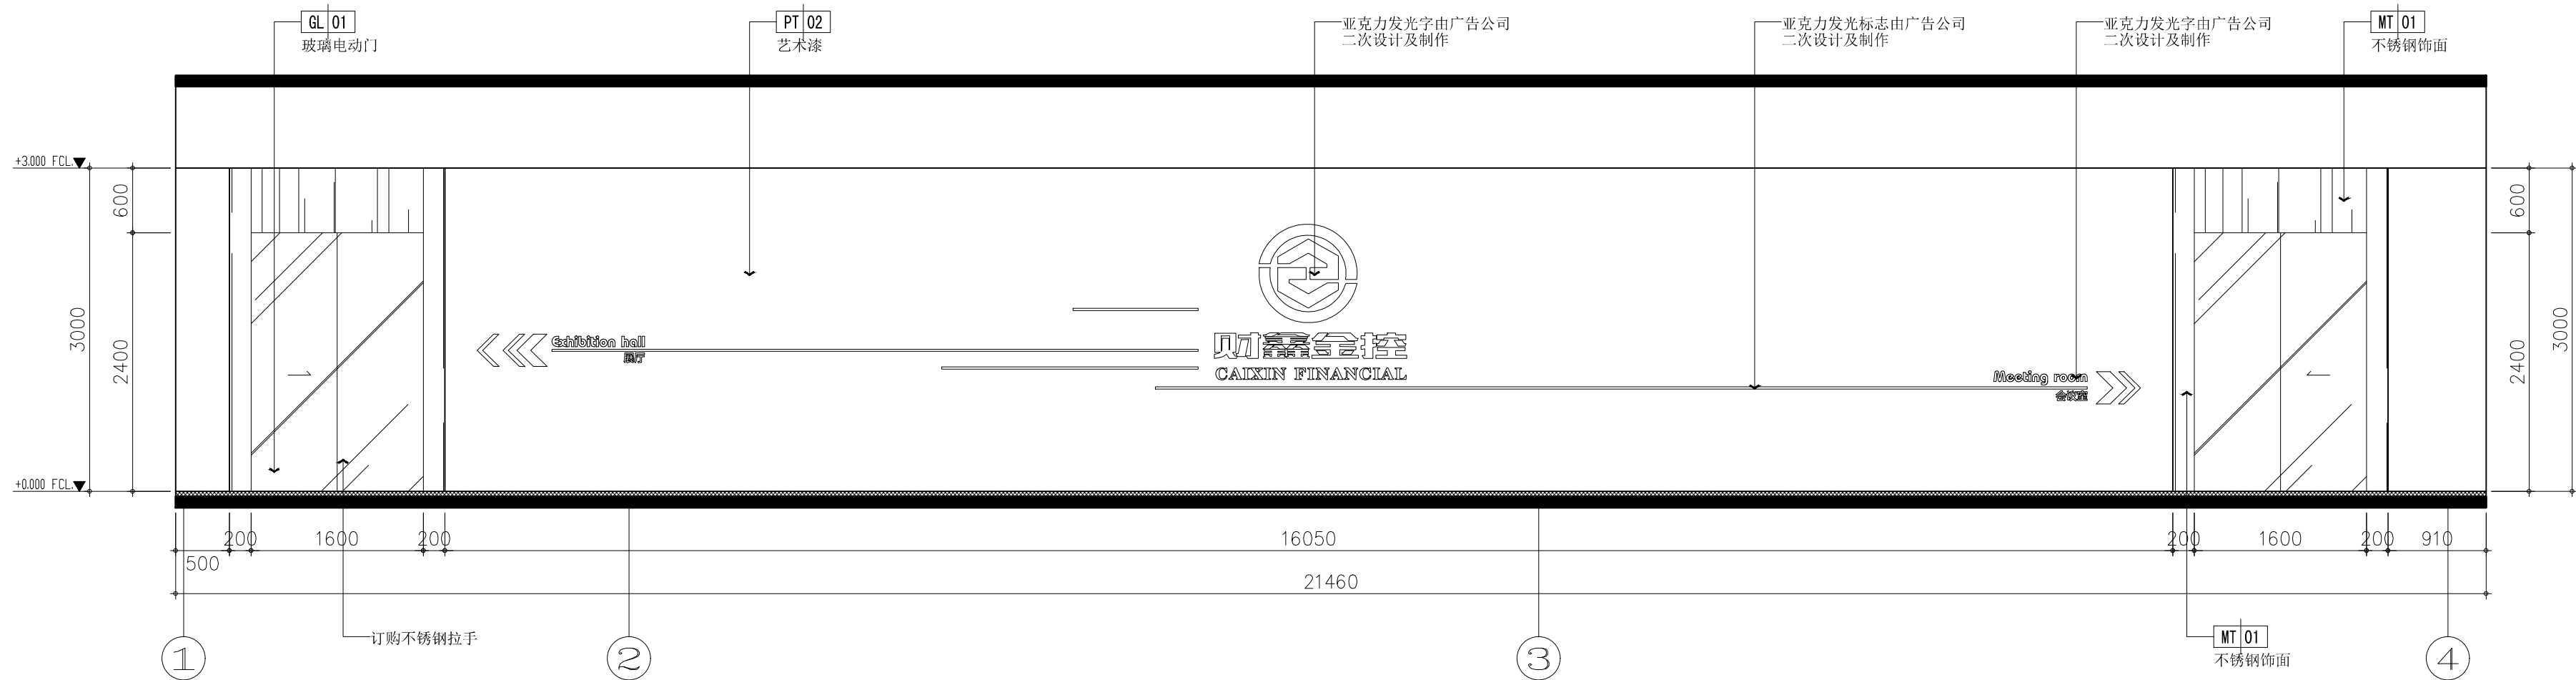 GL 01
玻璃电动门
PT 02
艺术漆
亚克力发光字由广告公司
二次设计及制作
亚克力发光标志由广告公司
二次设计及制作
亚克力发光字由广告公司
二次设计及制作
MT 01
不锈钢饰面
+3.000 FCL.
600
3000
2400
+0.000 FCL.
Exhibition hall
展厅
财鑫金控
CAIXIN FINANCIAL
Meeting room
会议室
600
3000
2400
200
1600
200
16050
200
1600
200
910
500
21460
订购不锈钢拉手
MT 01
不锈钢饰面
1
2
3
4